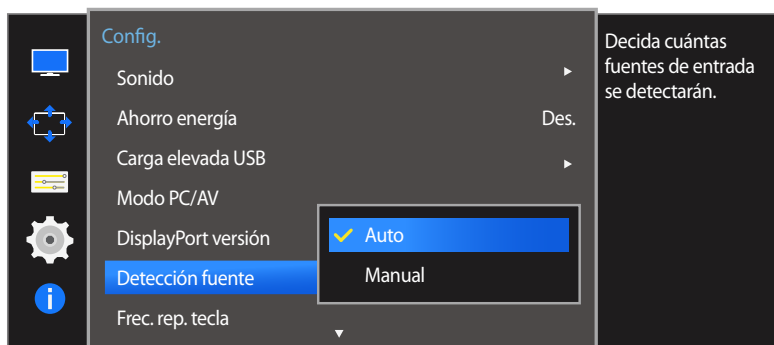 Config.
Sonido
Ahorro energía Des.
Carga elevada USB
Modo PC/AV
DisplayPort versión
Detección fuente
Frec. rep. tecla
Auto
Manual
Decida cuántas
fuentes de entrada
se detectarán.